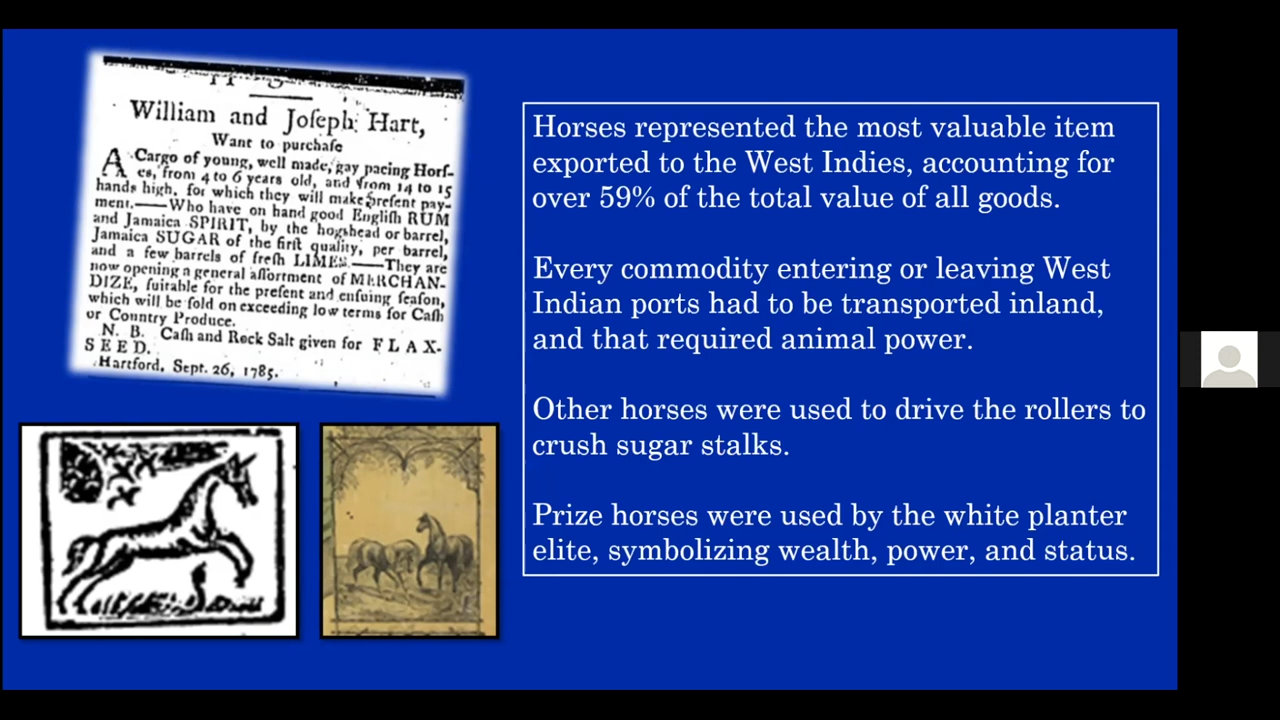 William and Joſeph Hart,
Want to purchaſe
A Cargo of young, well made, gay pacing Horſ-
es, from 4 to 6 years old, and from 14 to 15
hands high, for which they will make preſent pay-
ment.——Who have on hand good Engliſh RUM
and Jamaica SPIRIT, by the hogſhead or barrel,
Jamaica SUGAR of the firſt quality, per barrel,
and a few barrels of freſh LIMES.——They are
now opening a general aſſortment of MERCHAN-
DIZE, ſuitable for the preſent and enſuing ſeaſon,
which will be ſold on exceeding low terms for Caſh
or Country Produce.
N. B. Caſh and Rock Salt given for FLAX-
SEED.
Hartford, Sept. 26, 1785.
Horses represented the most valuable item
exported to the West Indies, accounting for
over 59% of the total value of all goods.
Every commodity entering or leaving West
Indian ports had to be transported inland,
and that required animal power.
Other horses were used to drive the rollers to
crush sugar stalks.
Prize horses were used by the white planter
elite, symbolizing wealth, power, and status.